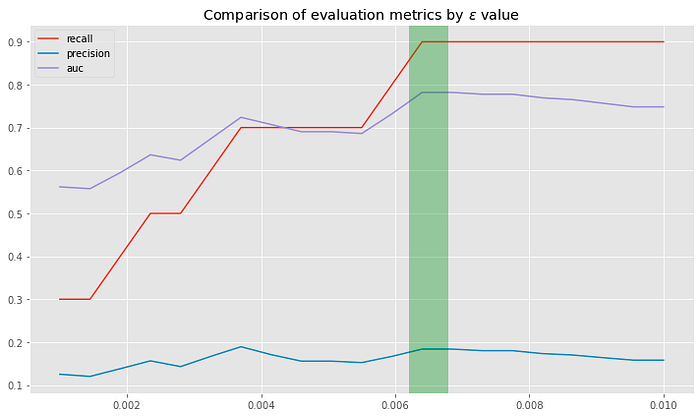 Comparison of evaluation metrics by ε value
recall
precision
auc
0.9
0.8
0.7
0.6
0.5
0.4
0.3
0.2
0.1
0.002 0.004 0.006 0.008 0.010